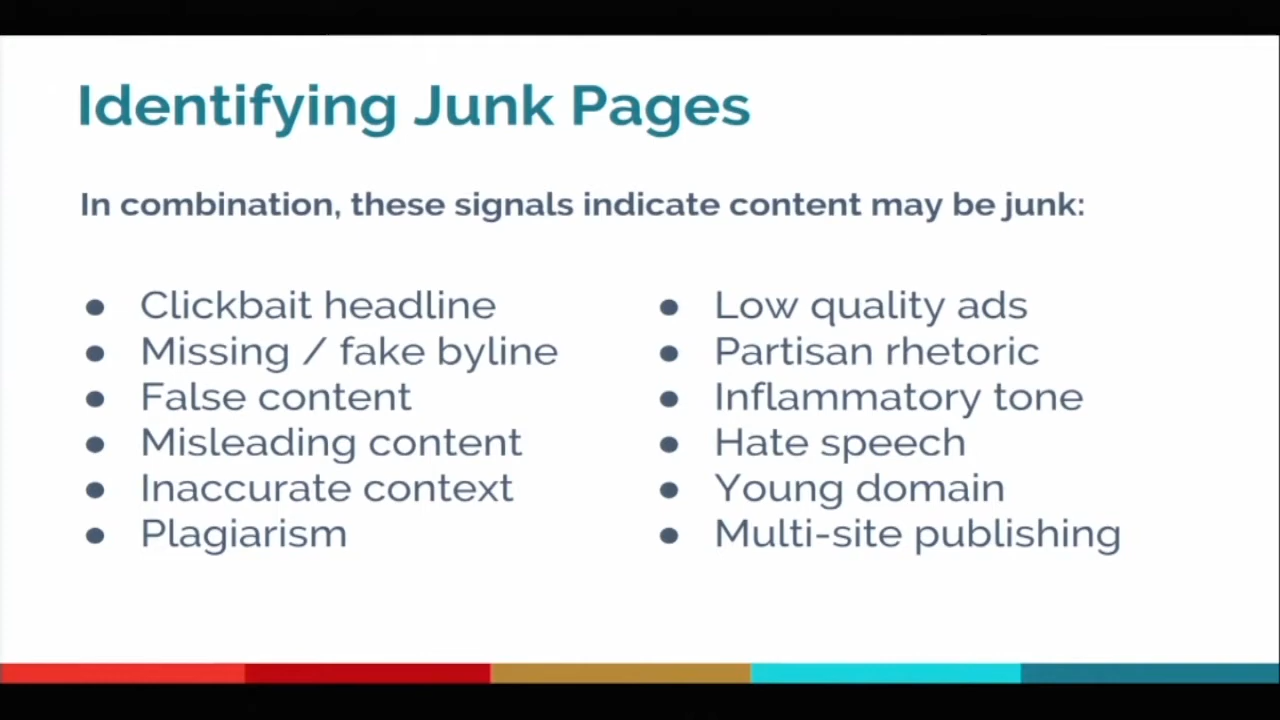 Identifying Junk Pages
In combination, these signals indicate content may be junk:
● Clickbait headline
● Missing / fake byline
● False content
● Misleading content
● Inaccurate context
● Plagiarism
● Low quality ads
● Partisan rhetoric
● Inflammatory tone
● Hate speech
● Young domain
● Multi-site publishing